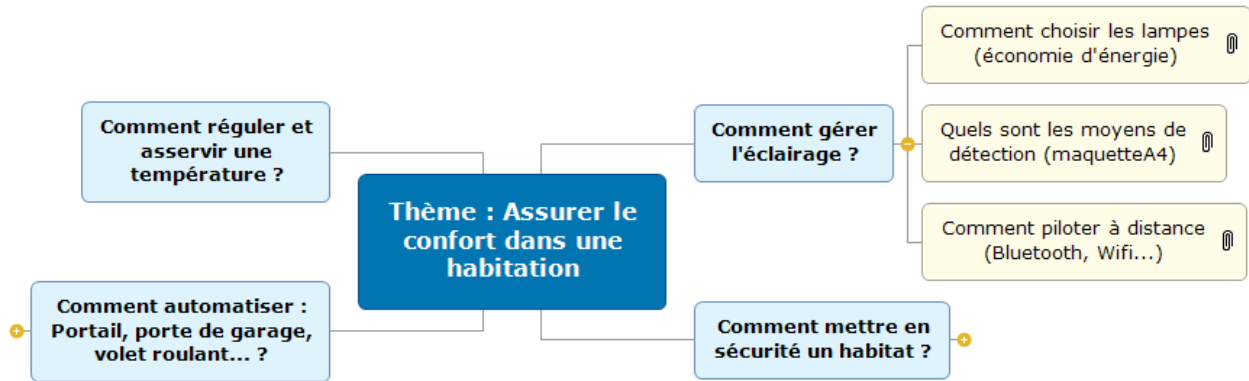 Comment choisir les lampes
(économie d'énergie)
Comment réguler et
asservir une
température ?
Comment gérer
l'éclairage ?
Quels sont les moyens de
détection (maquetteA4)
Thème : Assurer le
confort dans une
habitation
Comment piloter à distance
(Bluetooth, Wifi...)
Comment automatiser :
Portail, porte de garage,
volet roulant... ?
Comment mettre en
sécurité un habitat ?